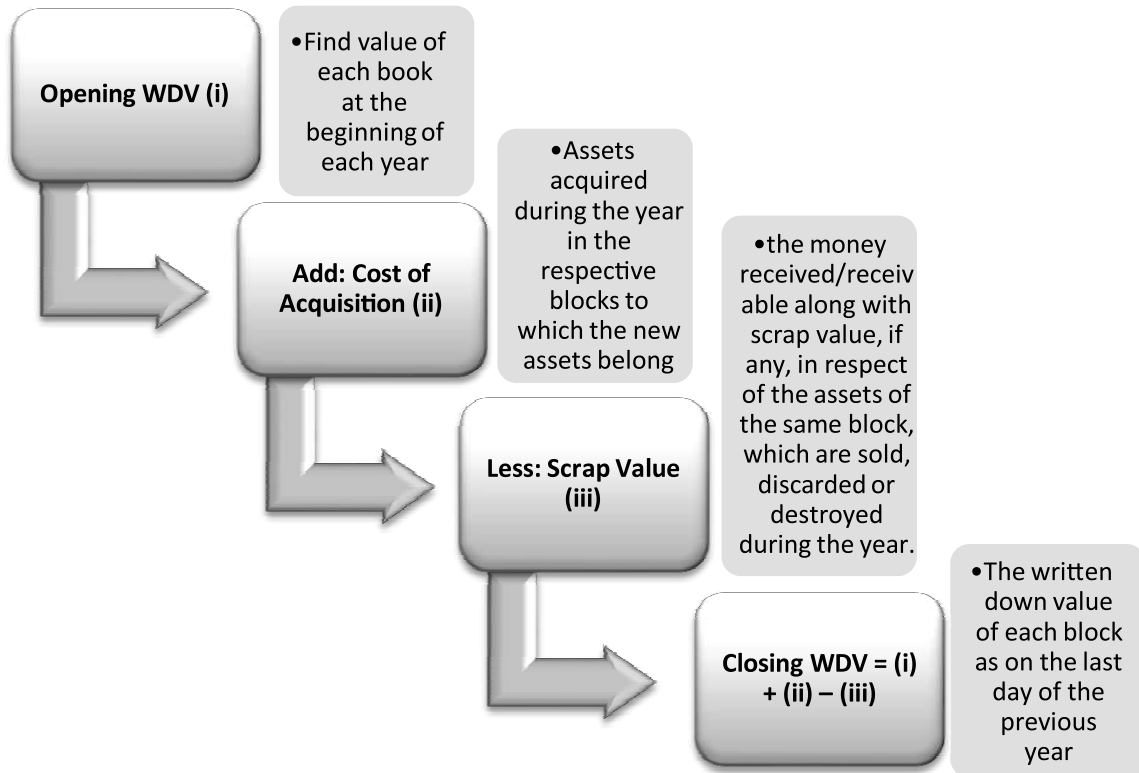 Opening WDV (i)
•Find value of
each book
at the
beginning of
each year
Add: Cost of
Acquisition (ii)
•Assets
acquired
during the year
in the
respective
blocks to
which the new
assets belong
Less: Scrap Value
(iii)
•the money
received/receiv
able along with
scrap value, if
any, in respect
of the assets of
the same block,
which are sold,
discarded or
destroyed
during the year.
Closing WDV = (i)
+ (ii) – (iii)
•The written
down value
of each block
as on the last
day of the
previous
year